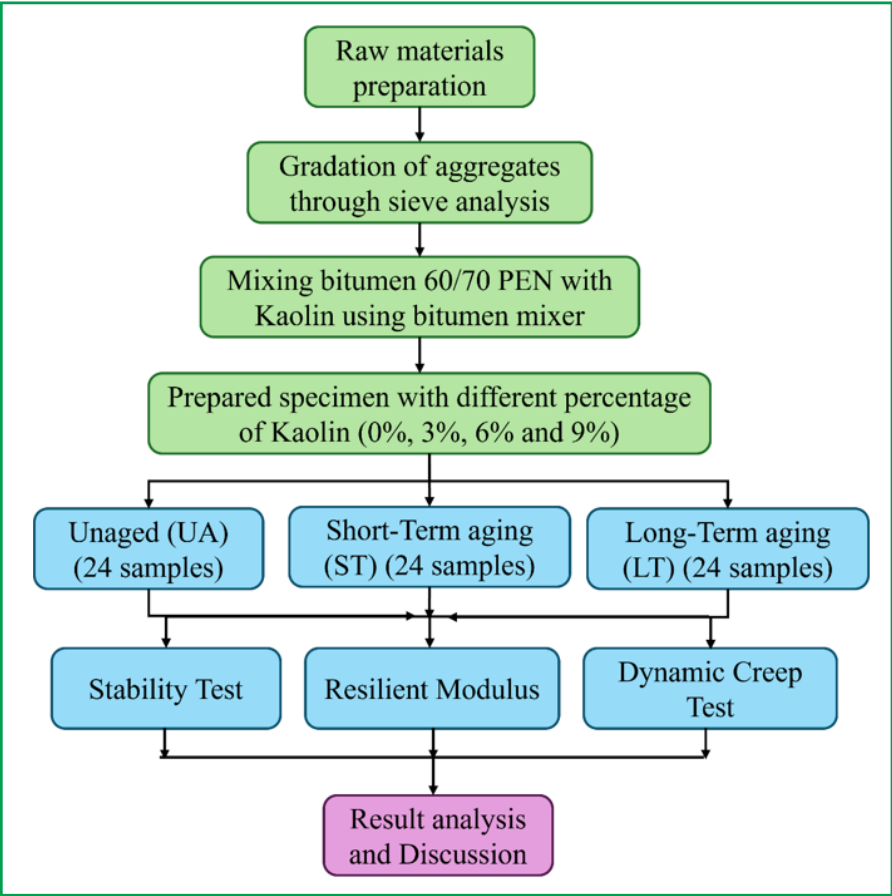 Raw materials
preparation
Gradation of aggregates
through sieve analysis
Mixing bitumen 60/70 PEN with
Kaolin using bitumen mixer
Prepared specimen with different percentage
of Kaolin (0%, 3%, 6% and 9%)
Unaged (UA)
(24 samples)
Short-Term aging
(ST) (24 samples)
Long-Term aging
(LT) (24 samples)
Stability Test
Resilient Modulus
Dynamic Creep
Test
Result analysis
and Discussion